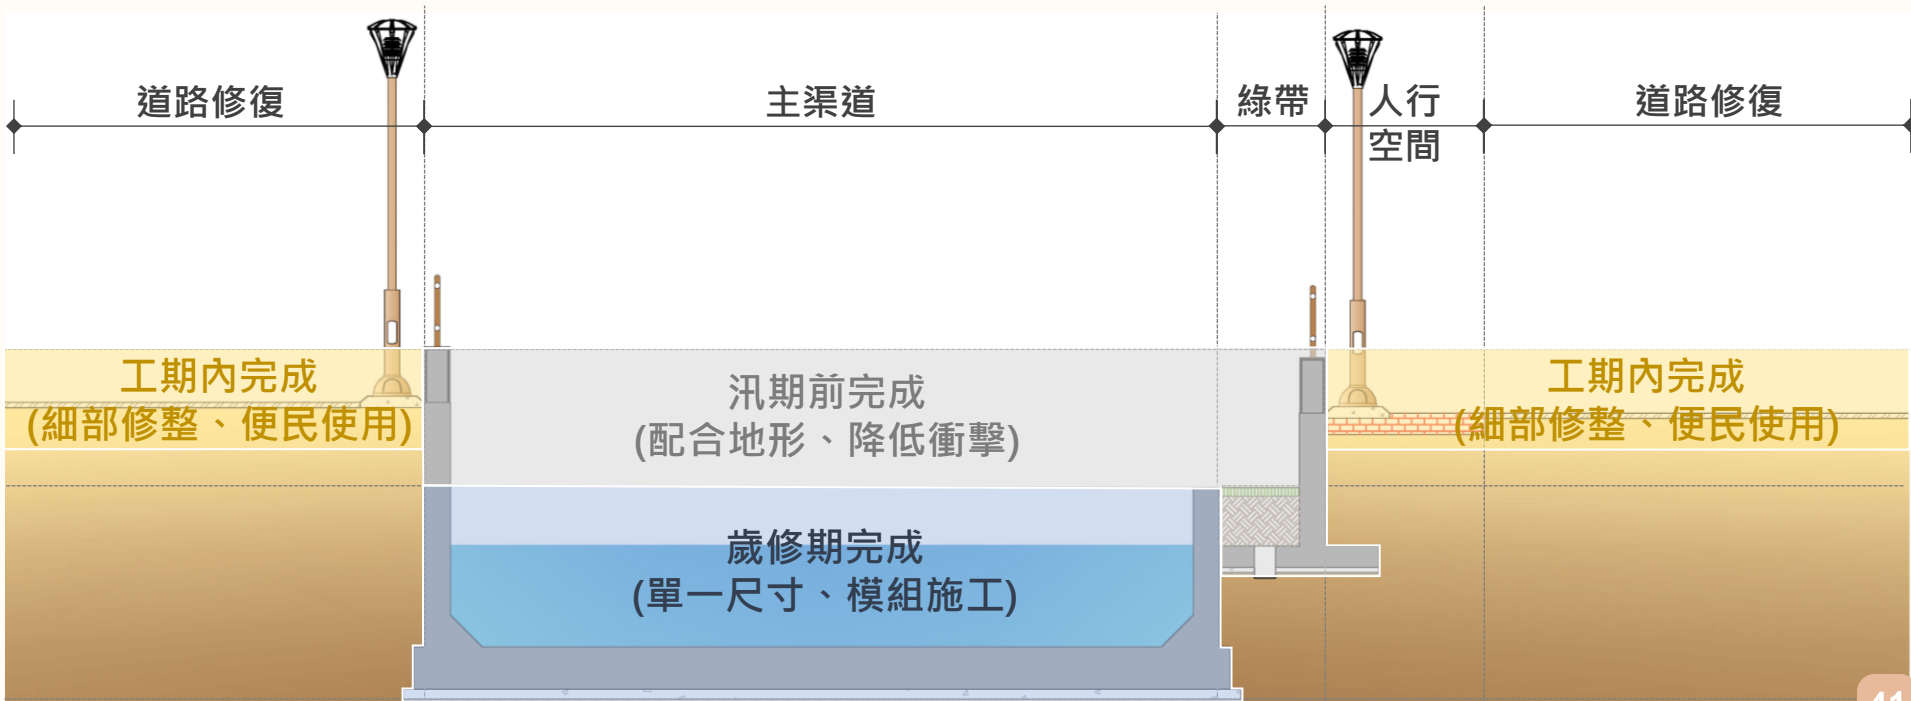 道路修復
主渠道
綠帶
人行
空間
道路修復
工期內完成
(細部修整、便民使用)
汛期前完成
(配合地形、降低衝擊)
工期內完成
(細部修整、便民使用)
歲修期完成
(單一尺寸、模組施工)
41